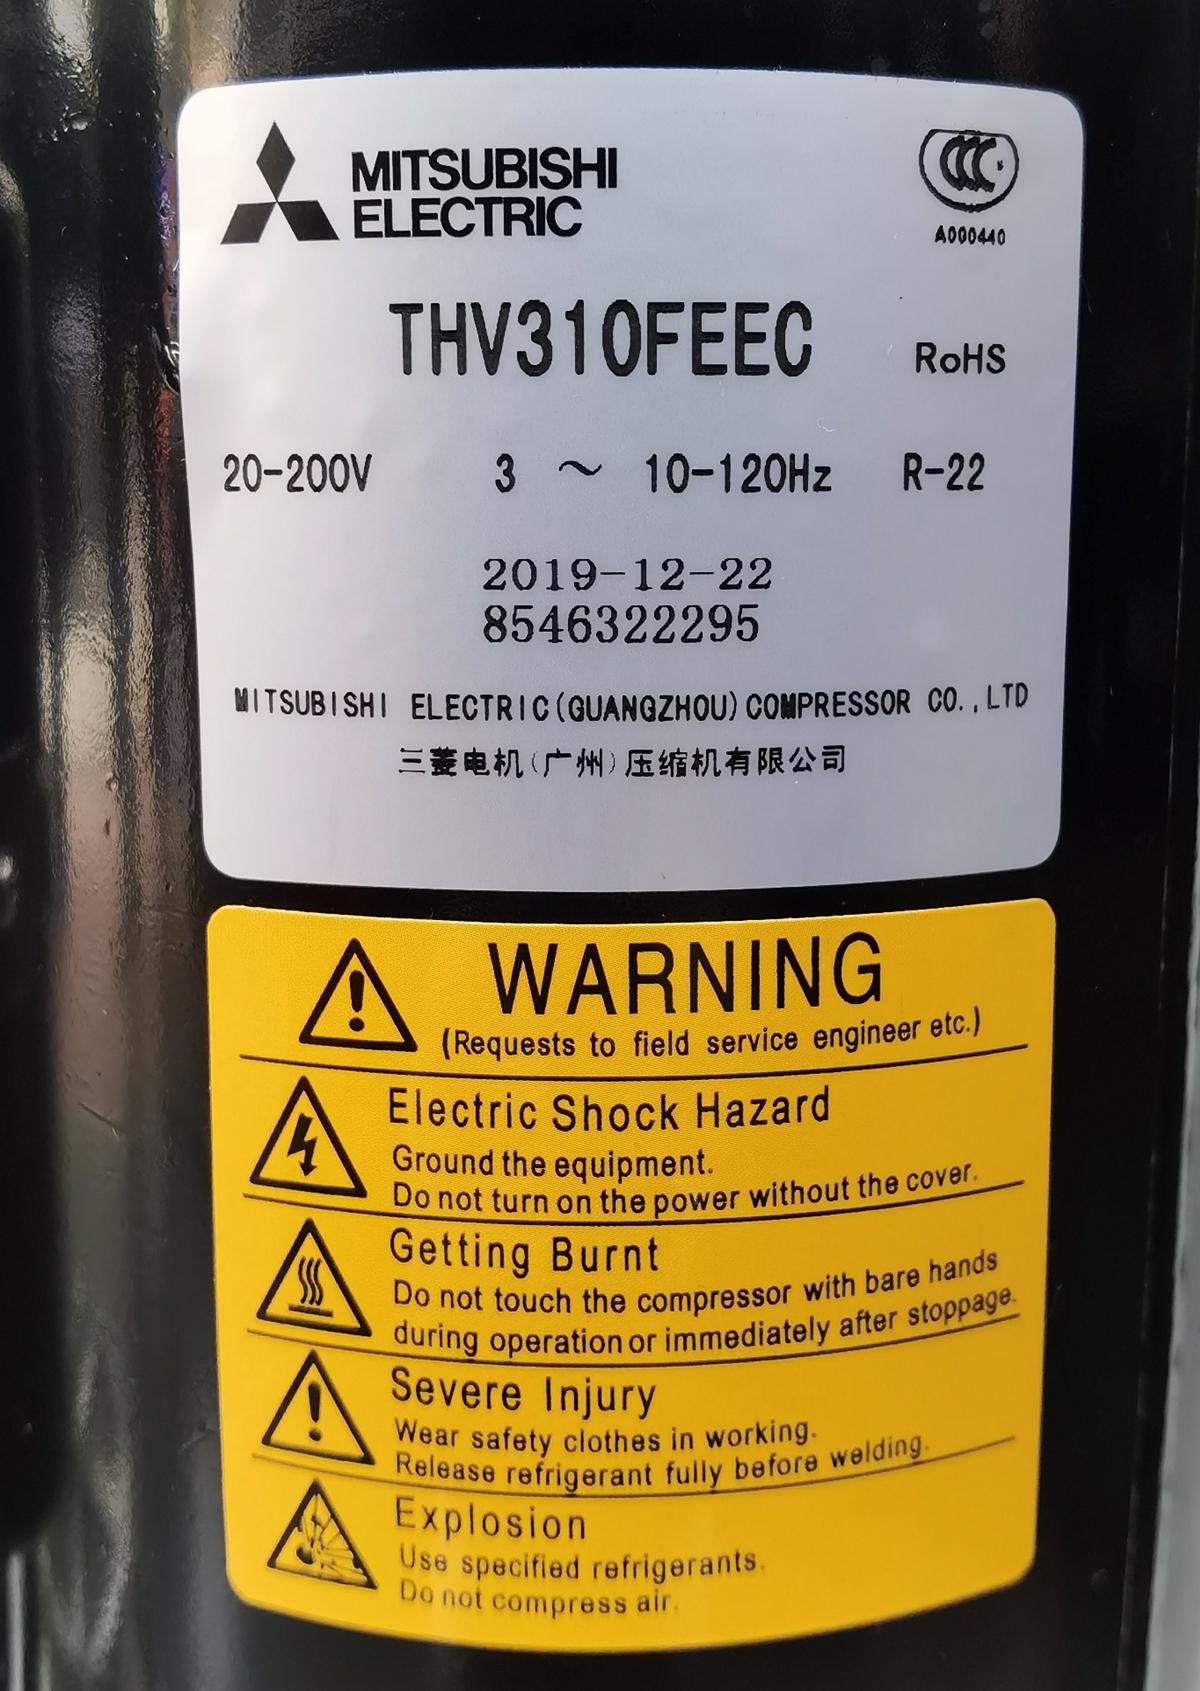 MITSUBISHI
ELECTRIC
CCC
A000440
THV310FEEC
RoHS
20-200V 3 ~ 10-120Hz R-22
2019-12-22
8546322295
MITSUBISHI ELECTRIC(GUANGZHOU)COMPRESSOR CO.,LTD
三菱电机(广州)压缩机有限公司
WARNING
(Requests to field service engineer etc.)
Electric Shock Hazard
Ground the equipment.
Do not turn on the power without the cover.
Getting Burnt
Do not touch the compressor with bare hands
during operation or immediately after stoppage.
Severe Injury
Wear safety clothes in working.
Release refrigerant fully before welding.
Explosion
Use specified refrigerants.
Do not compress air.